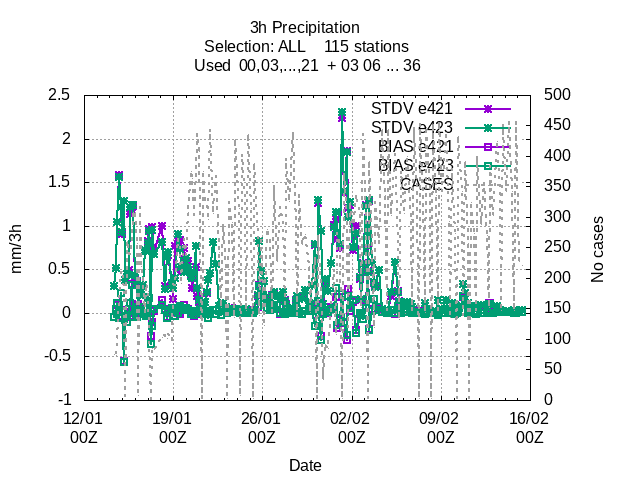 3h Precipitation
Selection: ALL 115 stations
Used 00,03,...,21 + 03 06 ... 36
STDV e421
STDV e423
BIAS e421
BIAS e423
CASES
mm/3h
2.5
2
1.5
1
0.5
0
-0.5
-1
500
450
400
350
300
250
200
150
100
50
0
No cases
12/01 19/01 26/01 02/02 09/02 16/02
00Z 00Z 00Z 00Z 00Z 00Z
Date